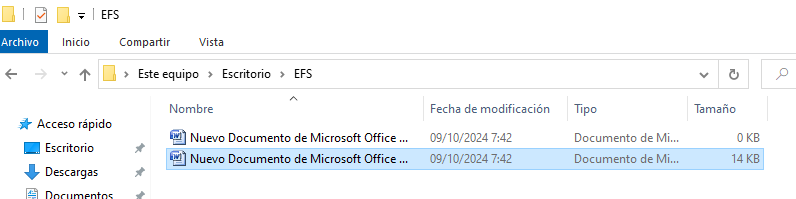 EFS
Archivo Inicio Compartir Vista
Este equipo Escritorio EFS
Nombre Fecha de modificación Tipo Tamaño
Acceso rápido
Nuevo Documento de Microsoft Office ... 09/10/2024 7:42 Documento de Mi... 0 KB
Escritorio
Nuevo Documento de Microsoft Office ... 09/10/2024 7:42 Documento de Mi... 14 KB
Descargas
Documentos